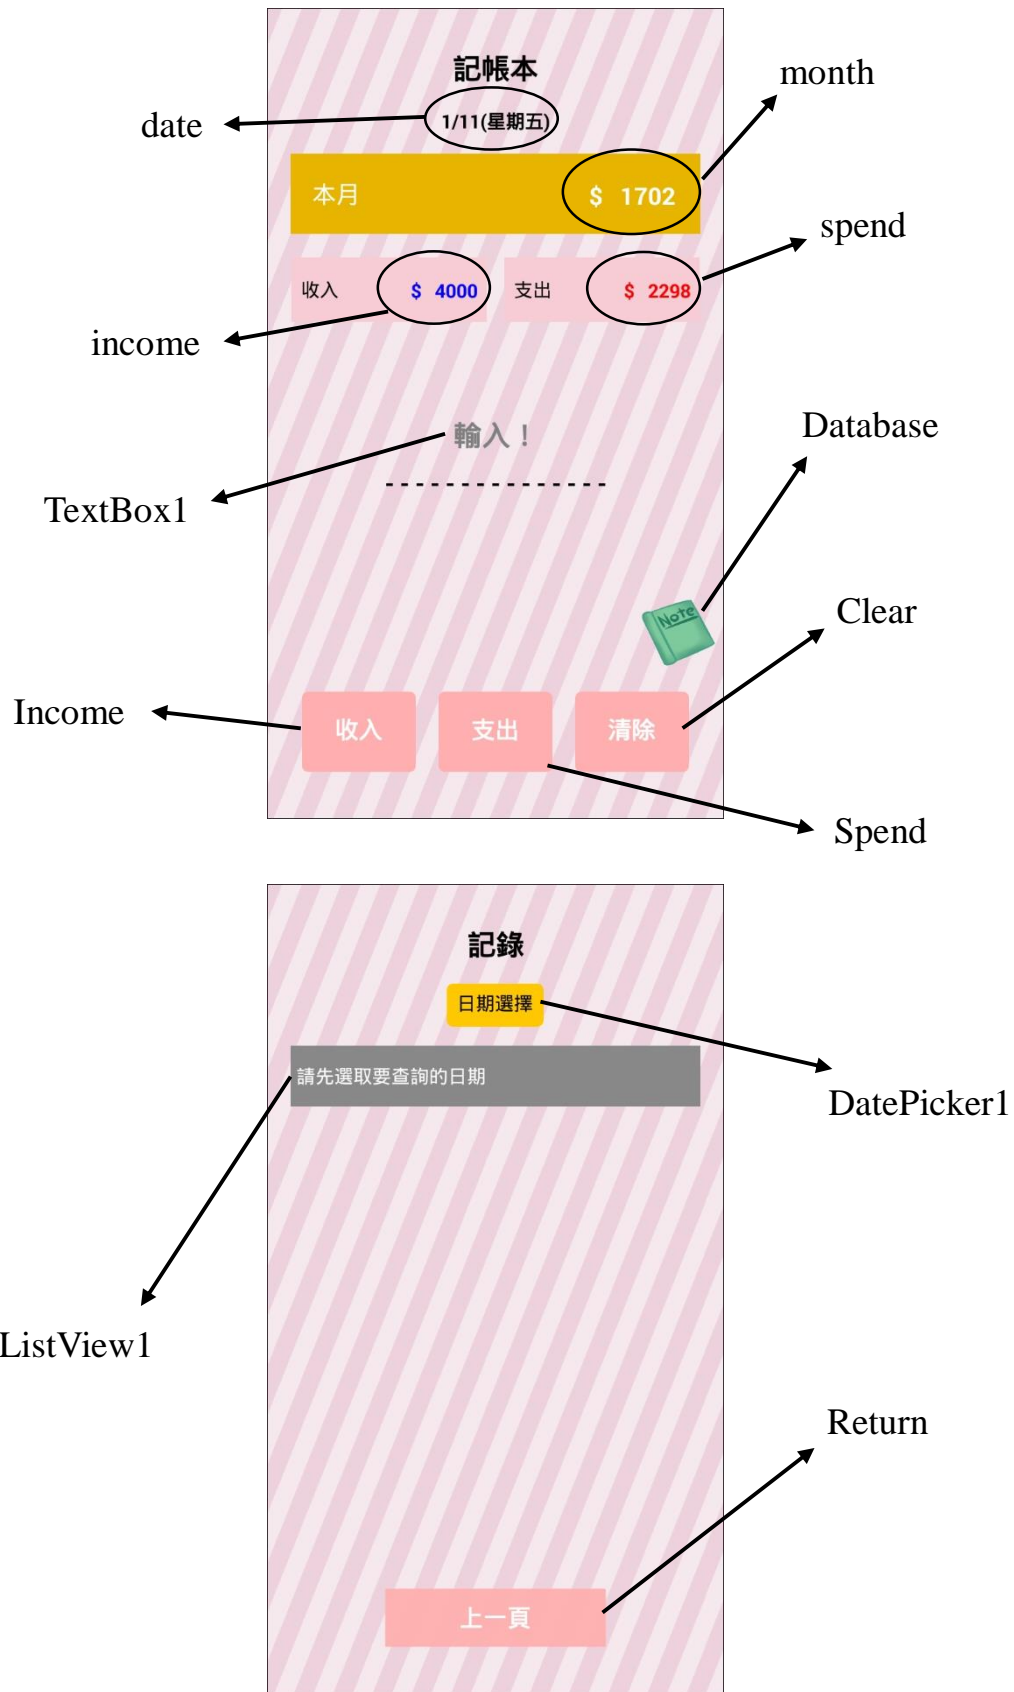 記帳本
month
date
1/11(星期五)
本月
$ 1702
spend
收入
$ 4000
支出
$ 2298
income
輸入！
Database
TextBox1
---------------
Note
Clear
Income
收入
支出
清除
Spend
記錄
日期選擇
請先選取要查詢的日期
DatePicker1
ListView1
Return
上一頁